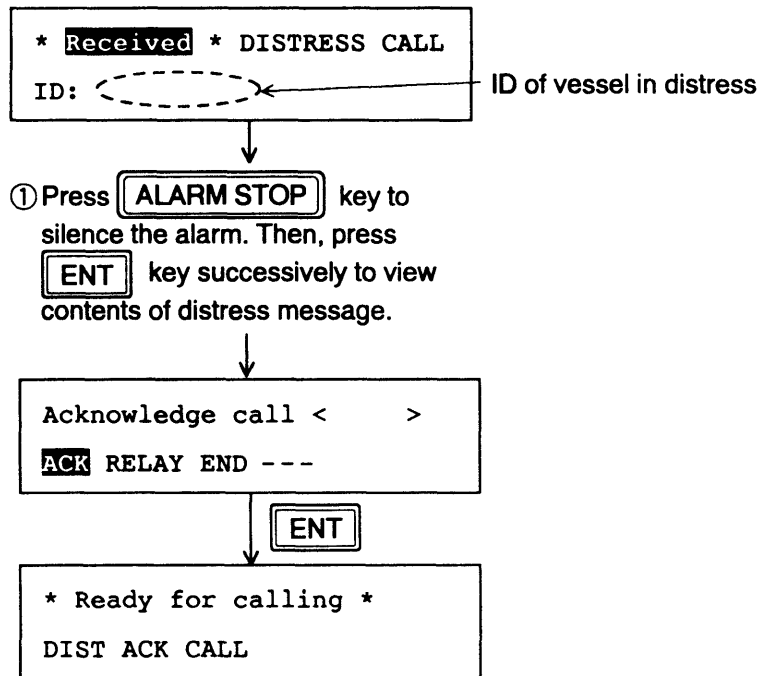 * Received * DISTRESS CALL
ID:
ID of vessel in distress
① Press ALARM STOP key to
silence the alarm. Then, press
ENT key successively to view
contents of distress message.
Acknowledge call < >
ACK RELAY END ---
ENT
* Ready for calling *
DIST ACK CALL